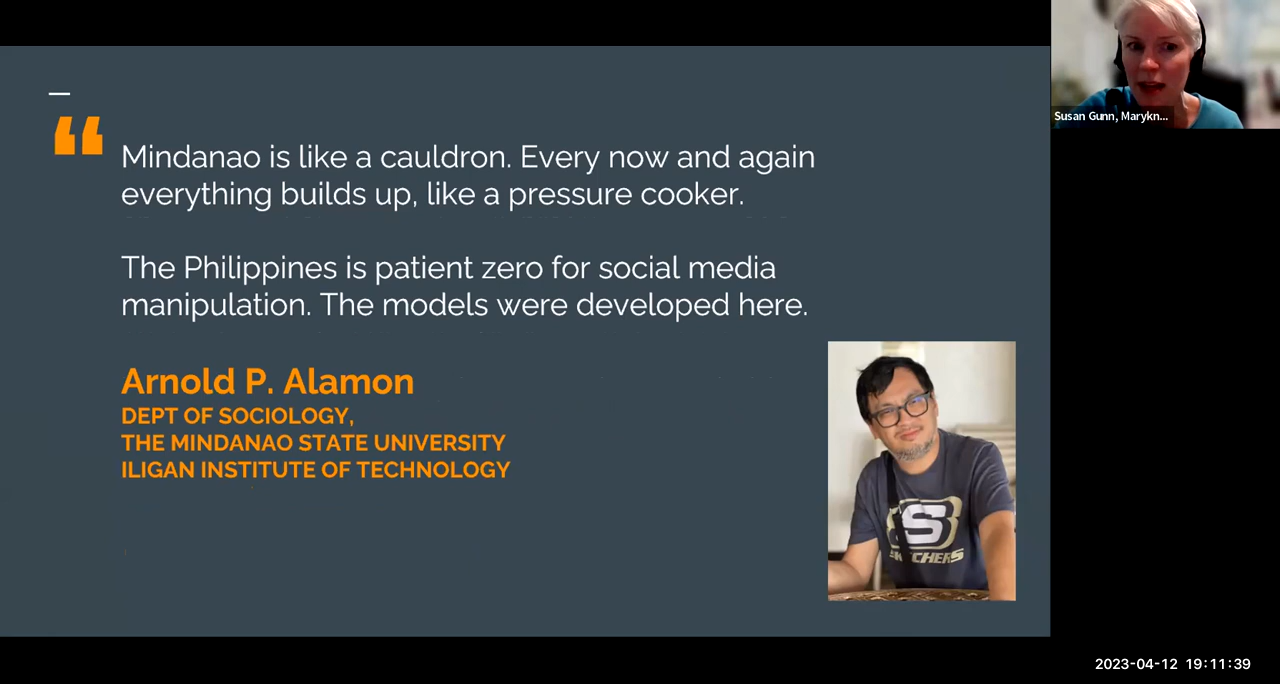 Susan Gunn, Marykn...
“
Mindanao is like a cauldron. Every now and again
everything builds up, like a pressure cooker.
The Philippines is patient zero for social media
manipulation. The models were developed here.
Arnold P. Alamon
DEPT OF SOCIOLOGY,
THE MINDANAO STATE UNIVERSITY
ILIGAN INSTITUTE OF TECHNOLOGY
S
SKECHERS
2023-04-12 19:11:39